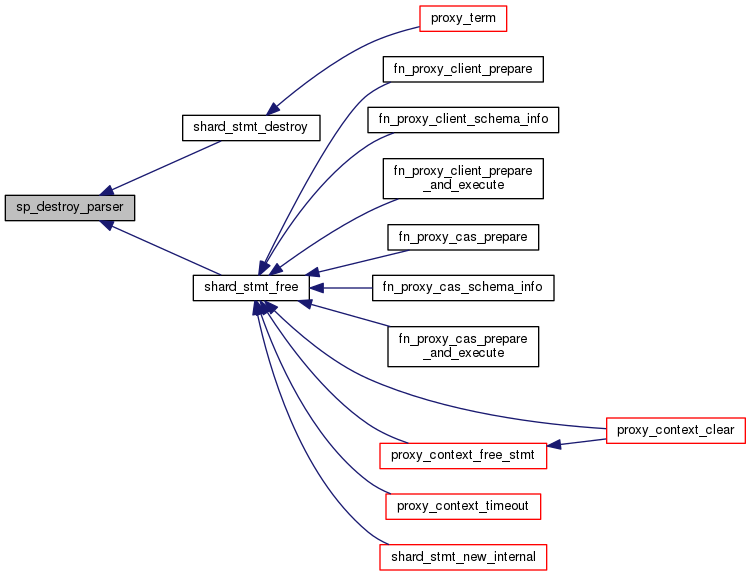 proxy_term
fn_proxy_client_prepare
fn_proxy_client_schema_info
shard_stmt_destroy
fn_proxy_client_prepare
_and_execute
sp_destroy_parser
fn_proxy_cas_prepare
shard_stmt_free
fn_proxy_cas_schema_info
fn_proxy_cas_prepare
_and_execute
proxy_context_clear
proxy_context_free_stmt
proxy_context_timeout
shard_stmt_new_internal